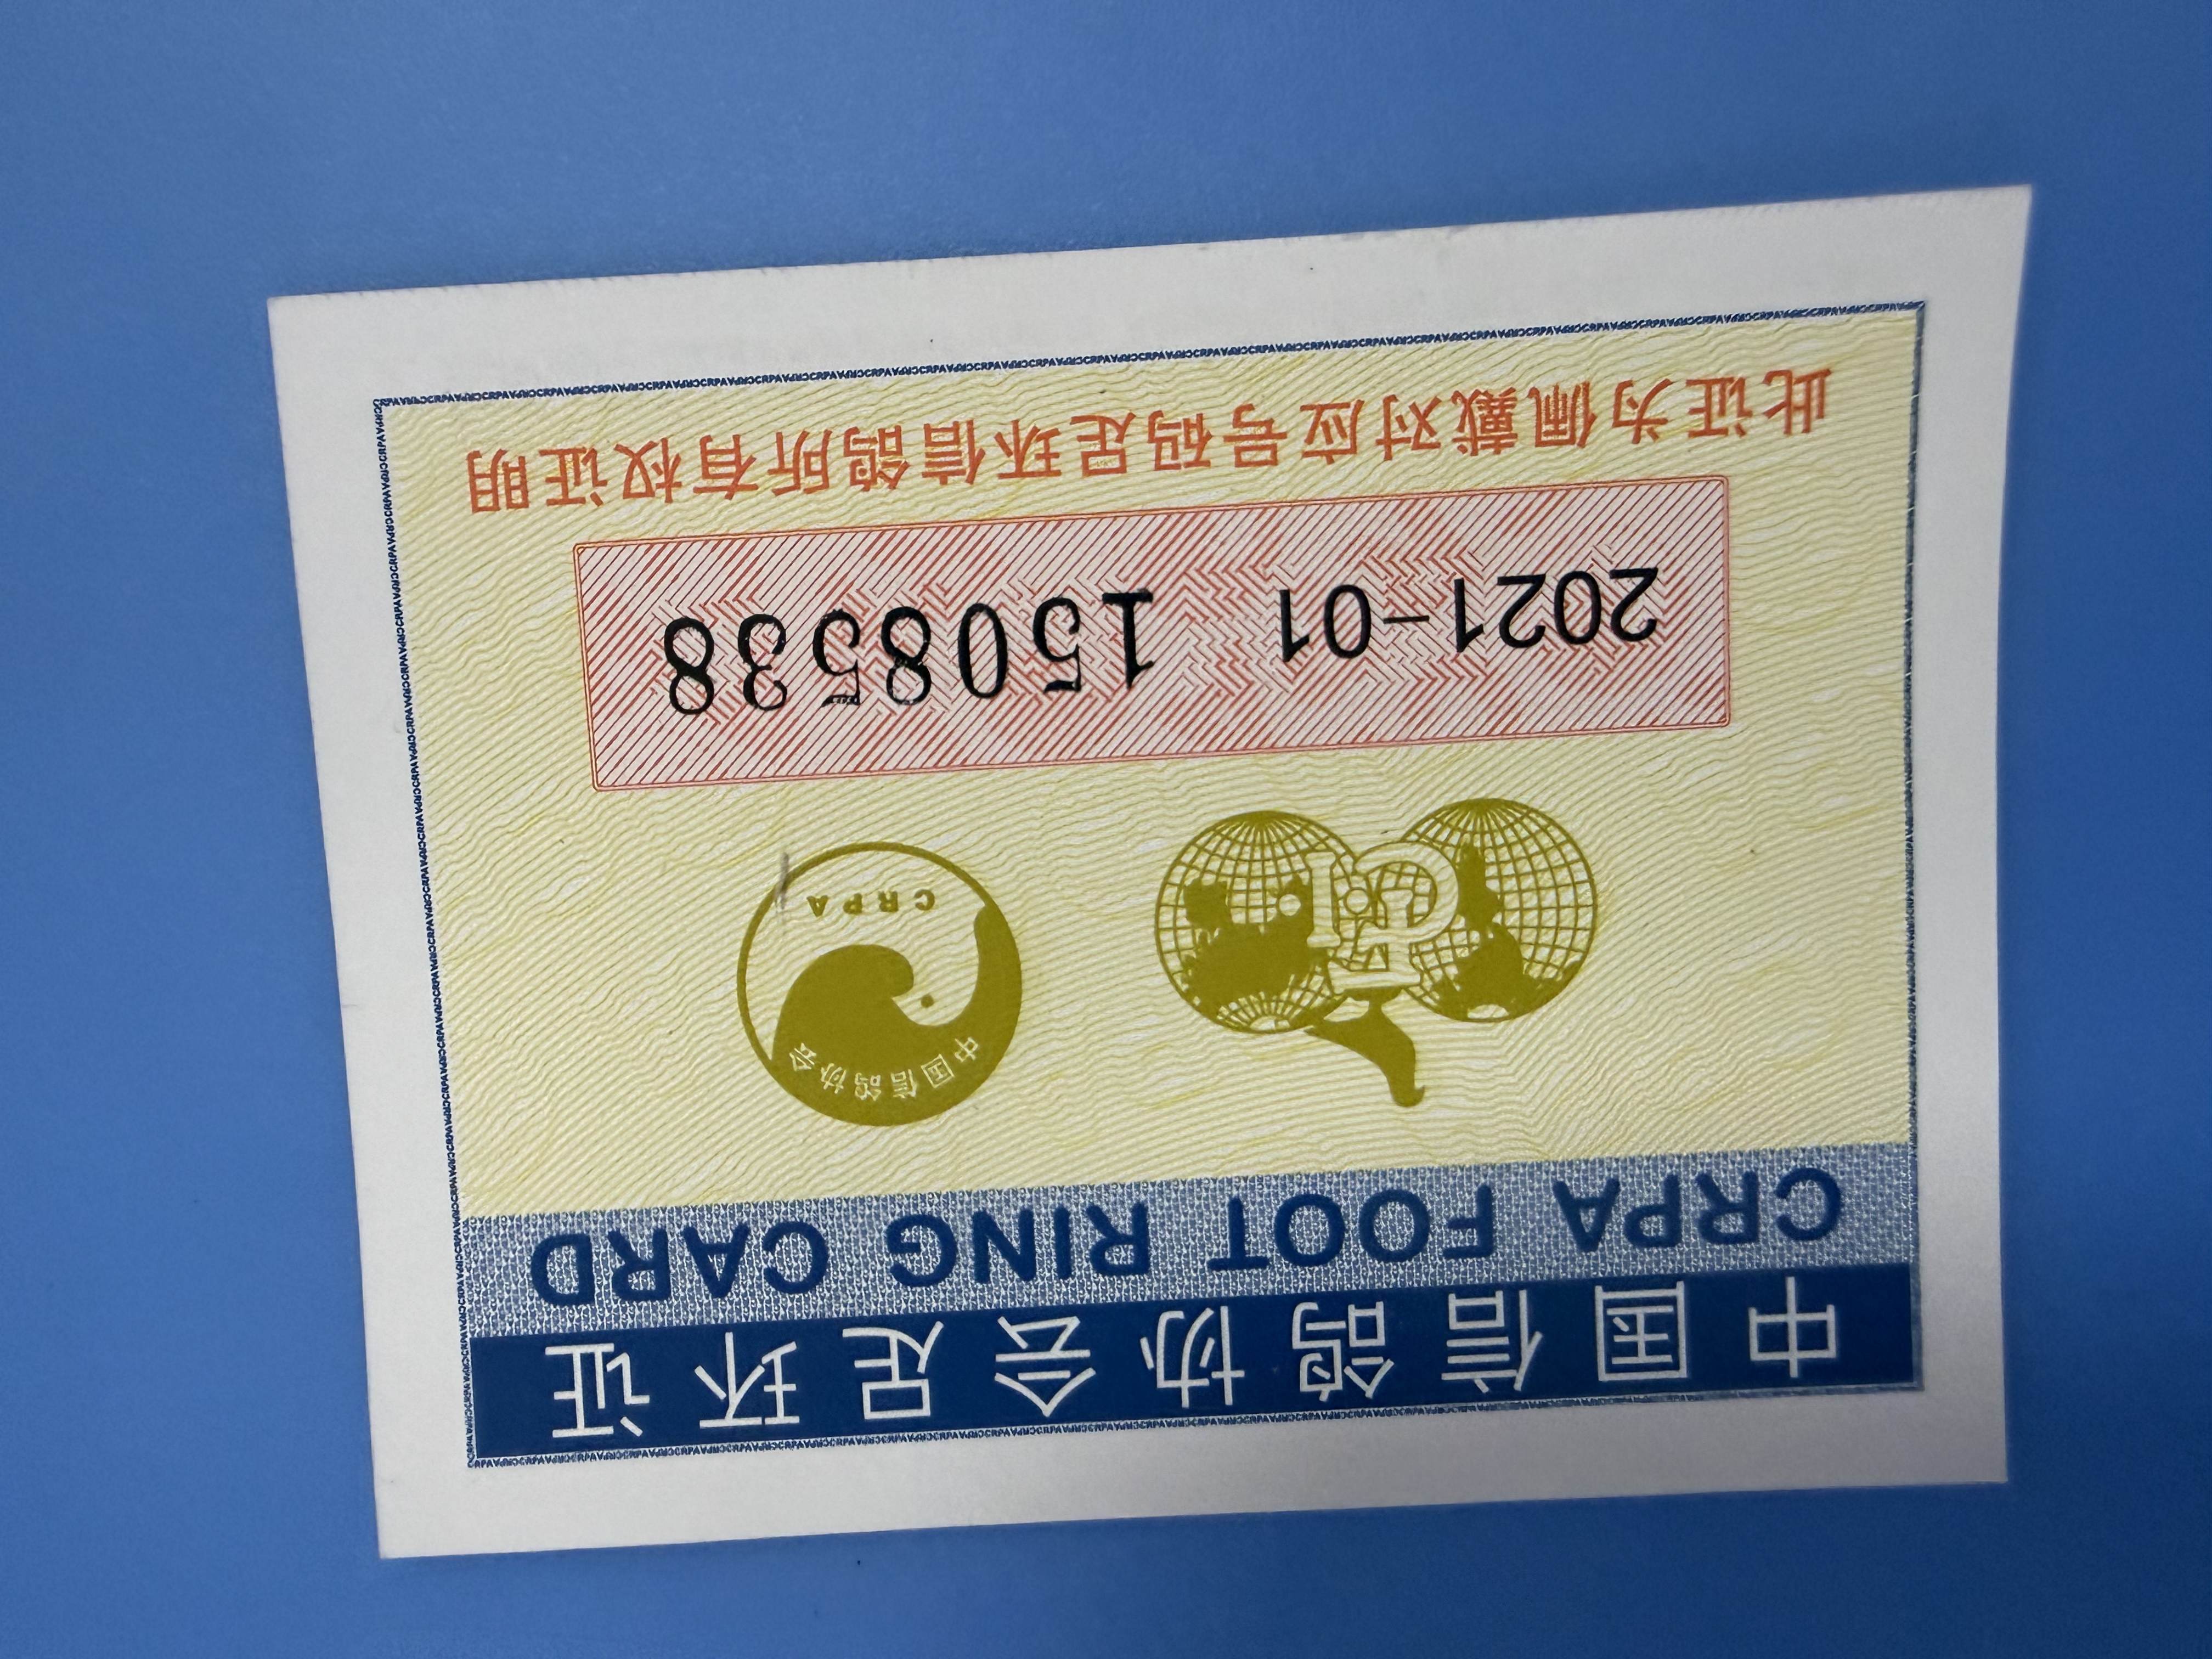 中国信鸽协会足环证
CRPA FOOT RING CARD
中国信鸽协会
CRPA
2021-01 1508538
此证为佩戴对应号码足环信鸽所有权证明